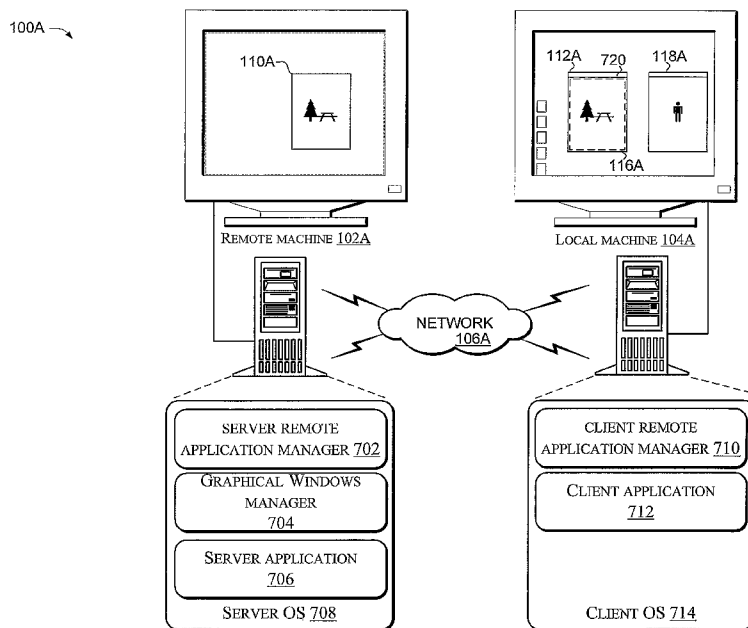 100A
110A
112A
720
118A
116A
REMOTE MACHINE 102A
LOCAL MACHINE 104A
NETWORK
106A
SERVER REMOTE
APPLICATION MANAGER 702
GRAPHICAL WINDOWS
MANAGER
704
SERVER APPLICATION
706
SERVER OS 708
CLIENT REMOTE
APPLICATION MANAGER 710
CLIENT APPLICATION
712
CLIENT OS 714